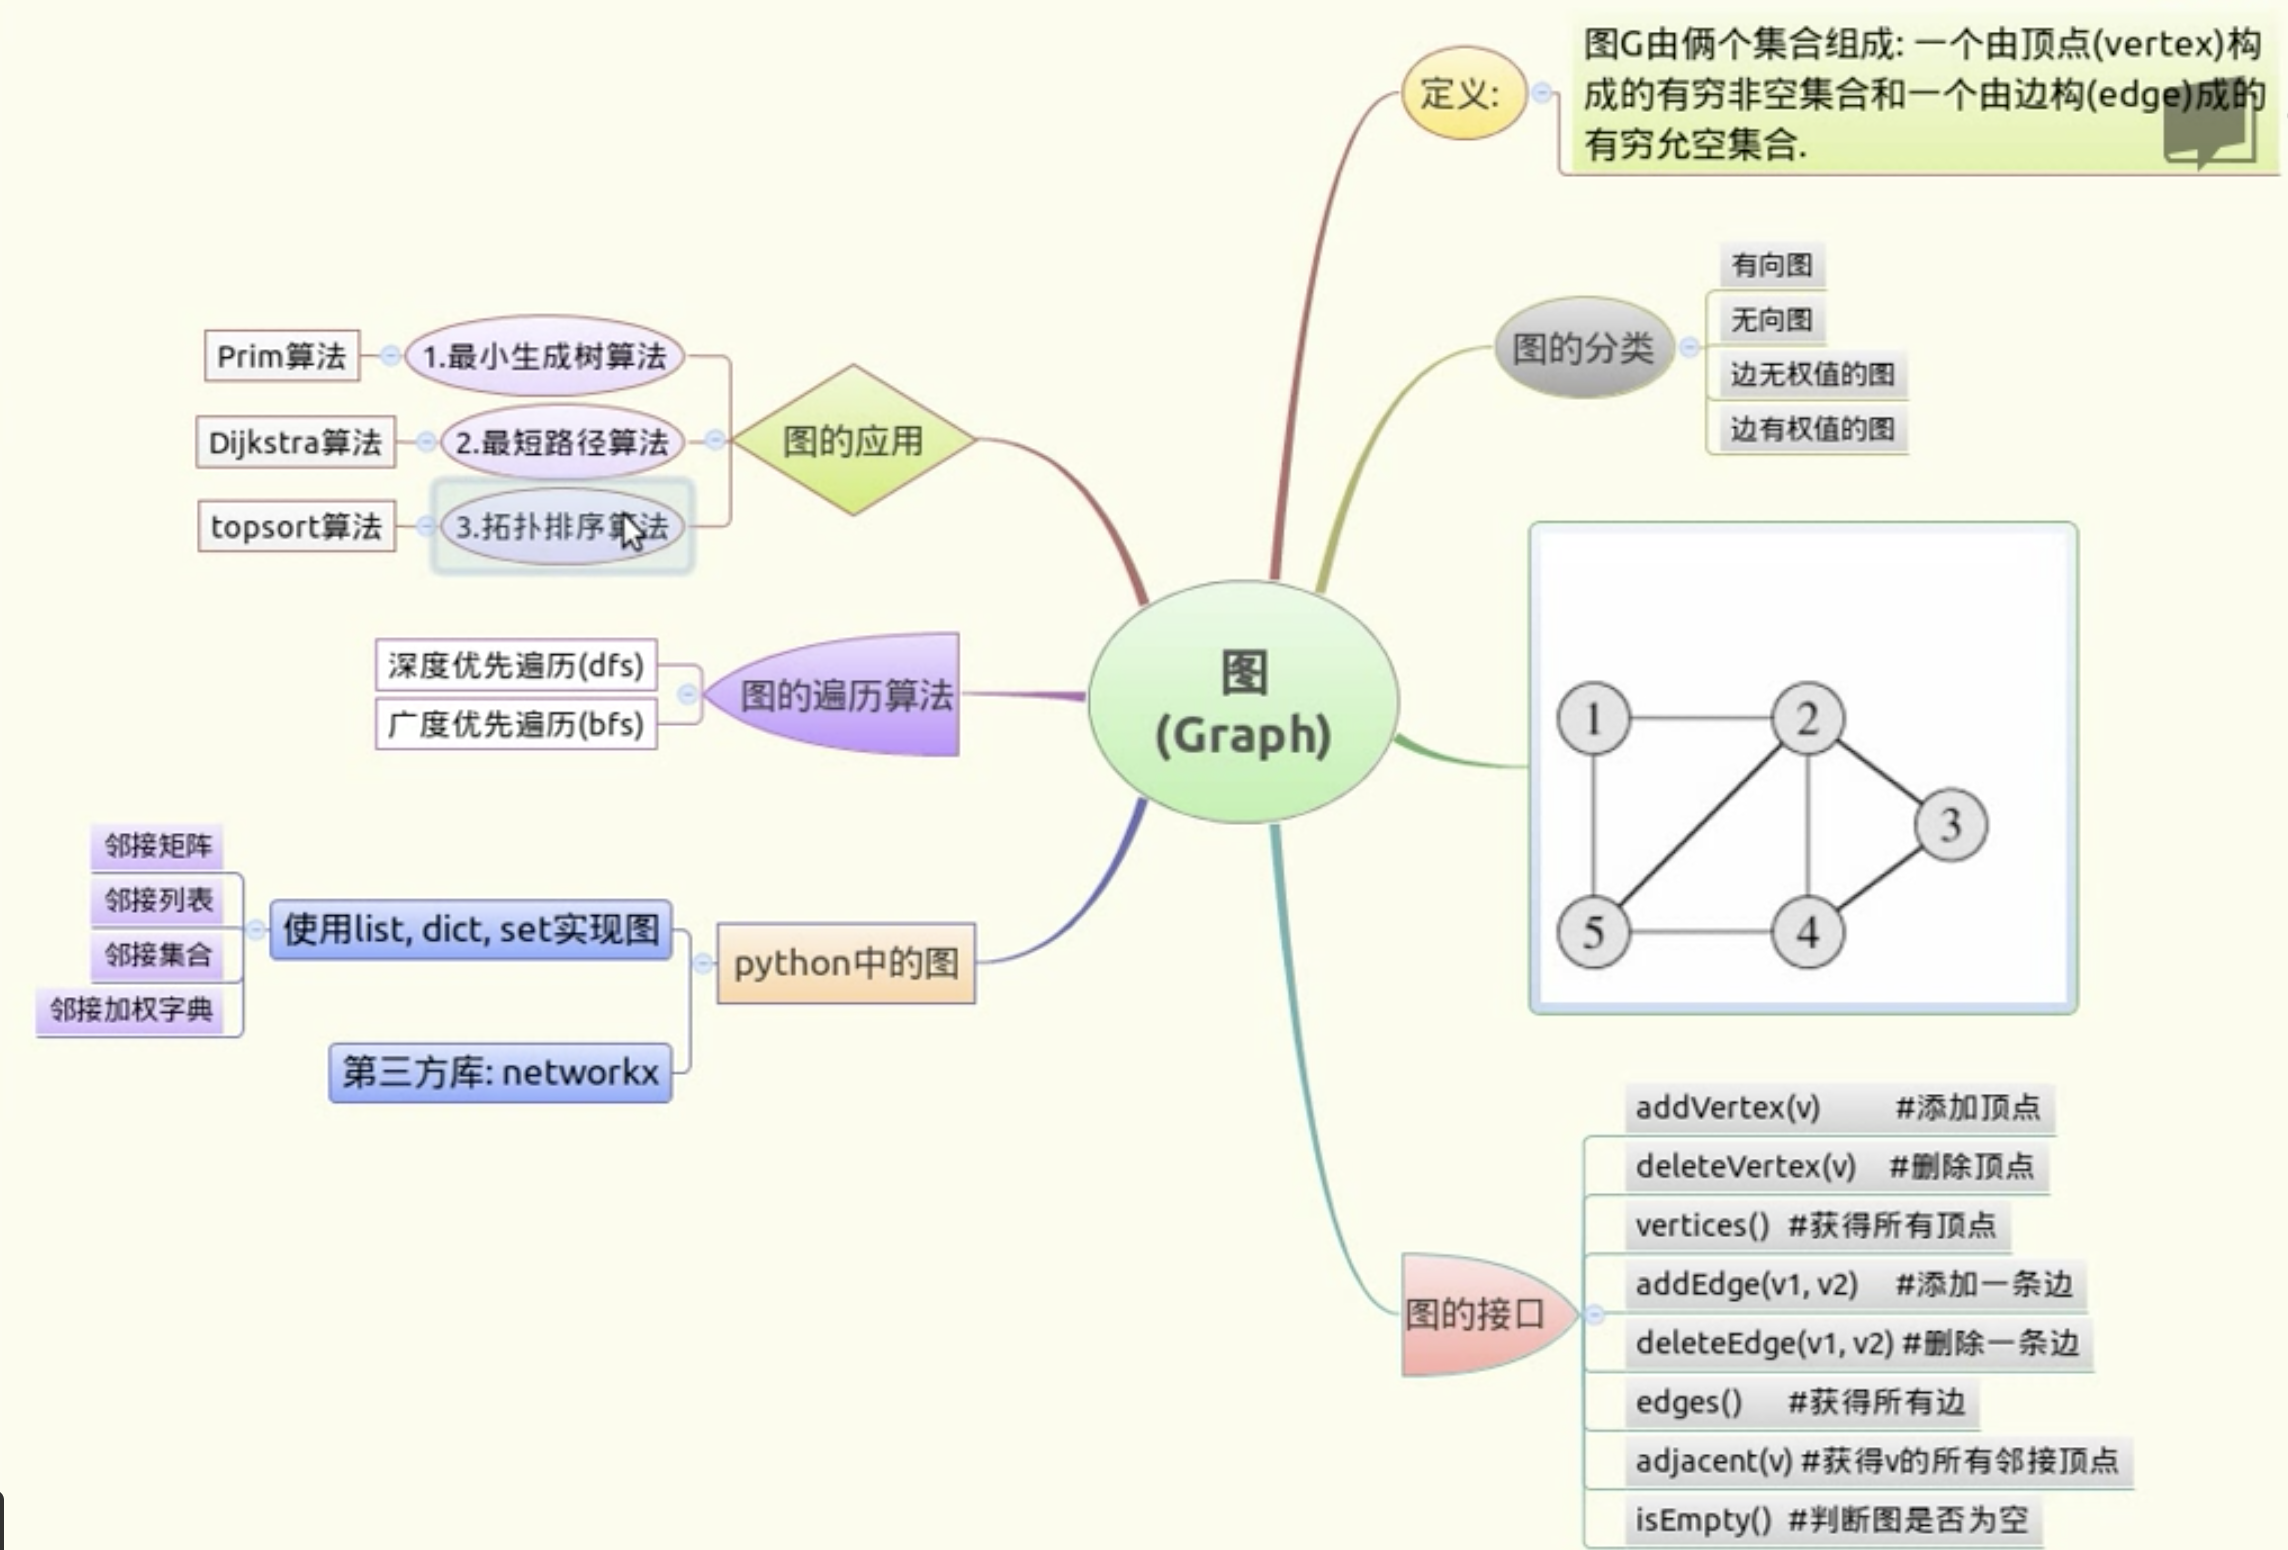 图
(Graph)
定义:
图G由俩个集合组成: 一个由顶点(vertex)构
成的有穷非空集合和一个由边构(edge)成的
有穷允空集合.
图的分类
有向图
无向图
边无权值的图
边有权值的图
1
2
3
5
4
图的接口
addVertex(v) #添加顶点
deleteVertex(v) #删除顶点
vertices() #获得所有顶点
addEdge(v1, v2) #添加一条边
deleteEdge(v1, v2) #删除一条边
edges() #获得所有边
adjacent(v) #获得v的所有邻接顶点
isEmpty() #判断图是否为空
图的应用
1.最小生成树算法
Prim算法
2.最短路径算法
Dijkstra算法
3.拓扑排序算法
topsort算法
图的遍历算法
深度优先遍历(dfs)
广度优先遍历(bfs)
python中的图
使用list, dict, set实现图
邻接矩阵
邻接列表
邻接集合
邻接加权字典
第三方库: networkx